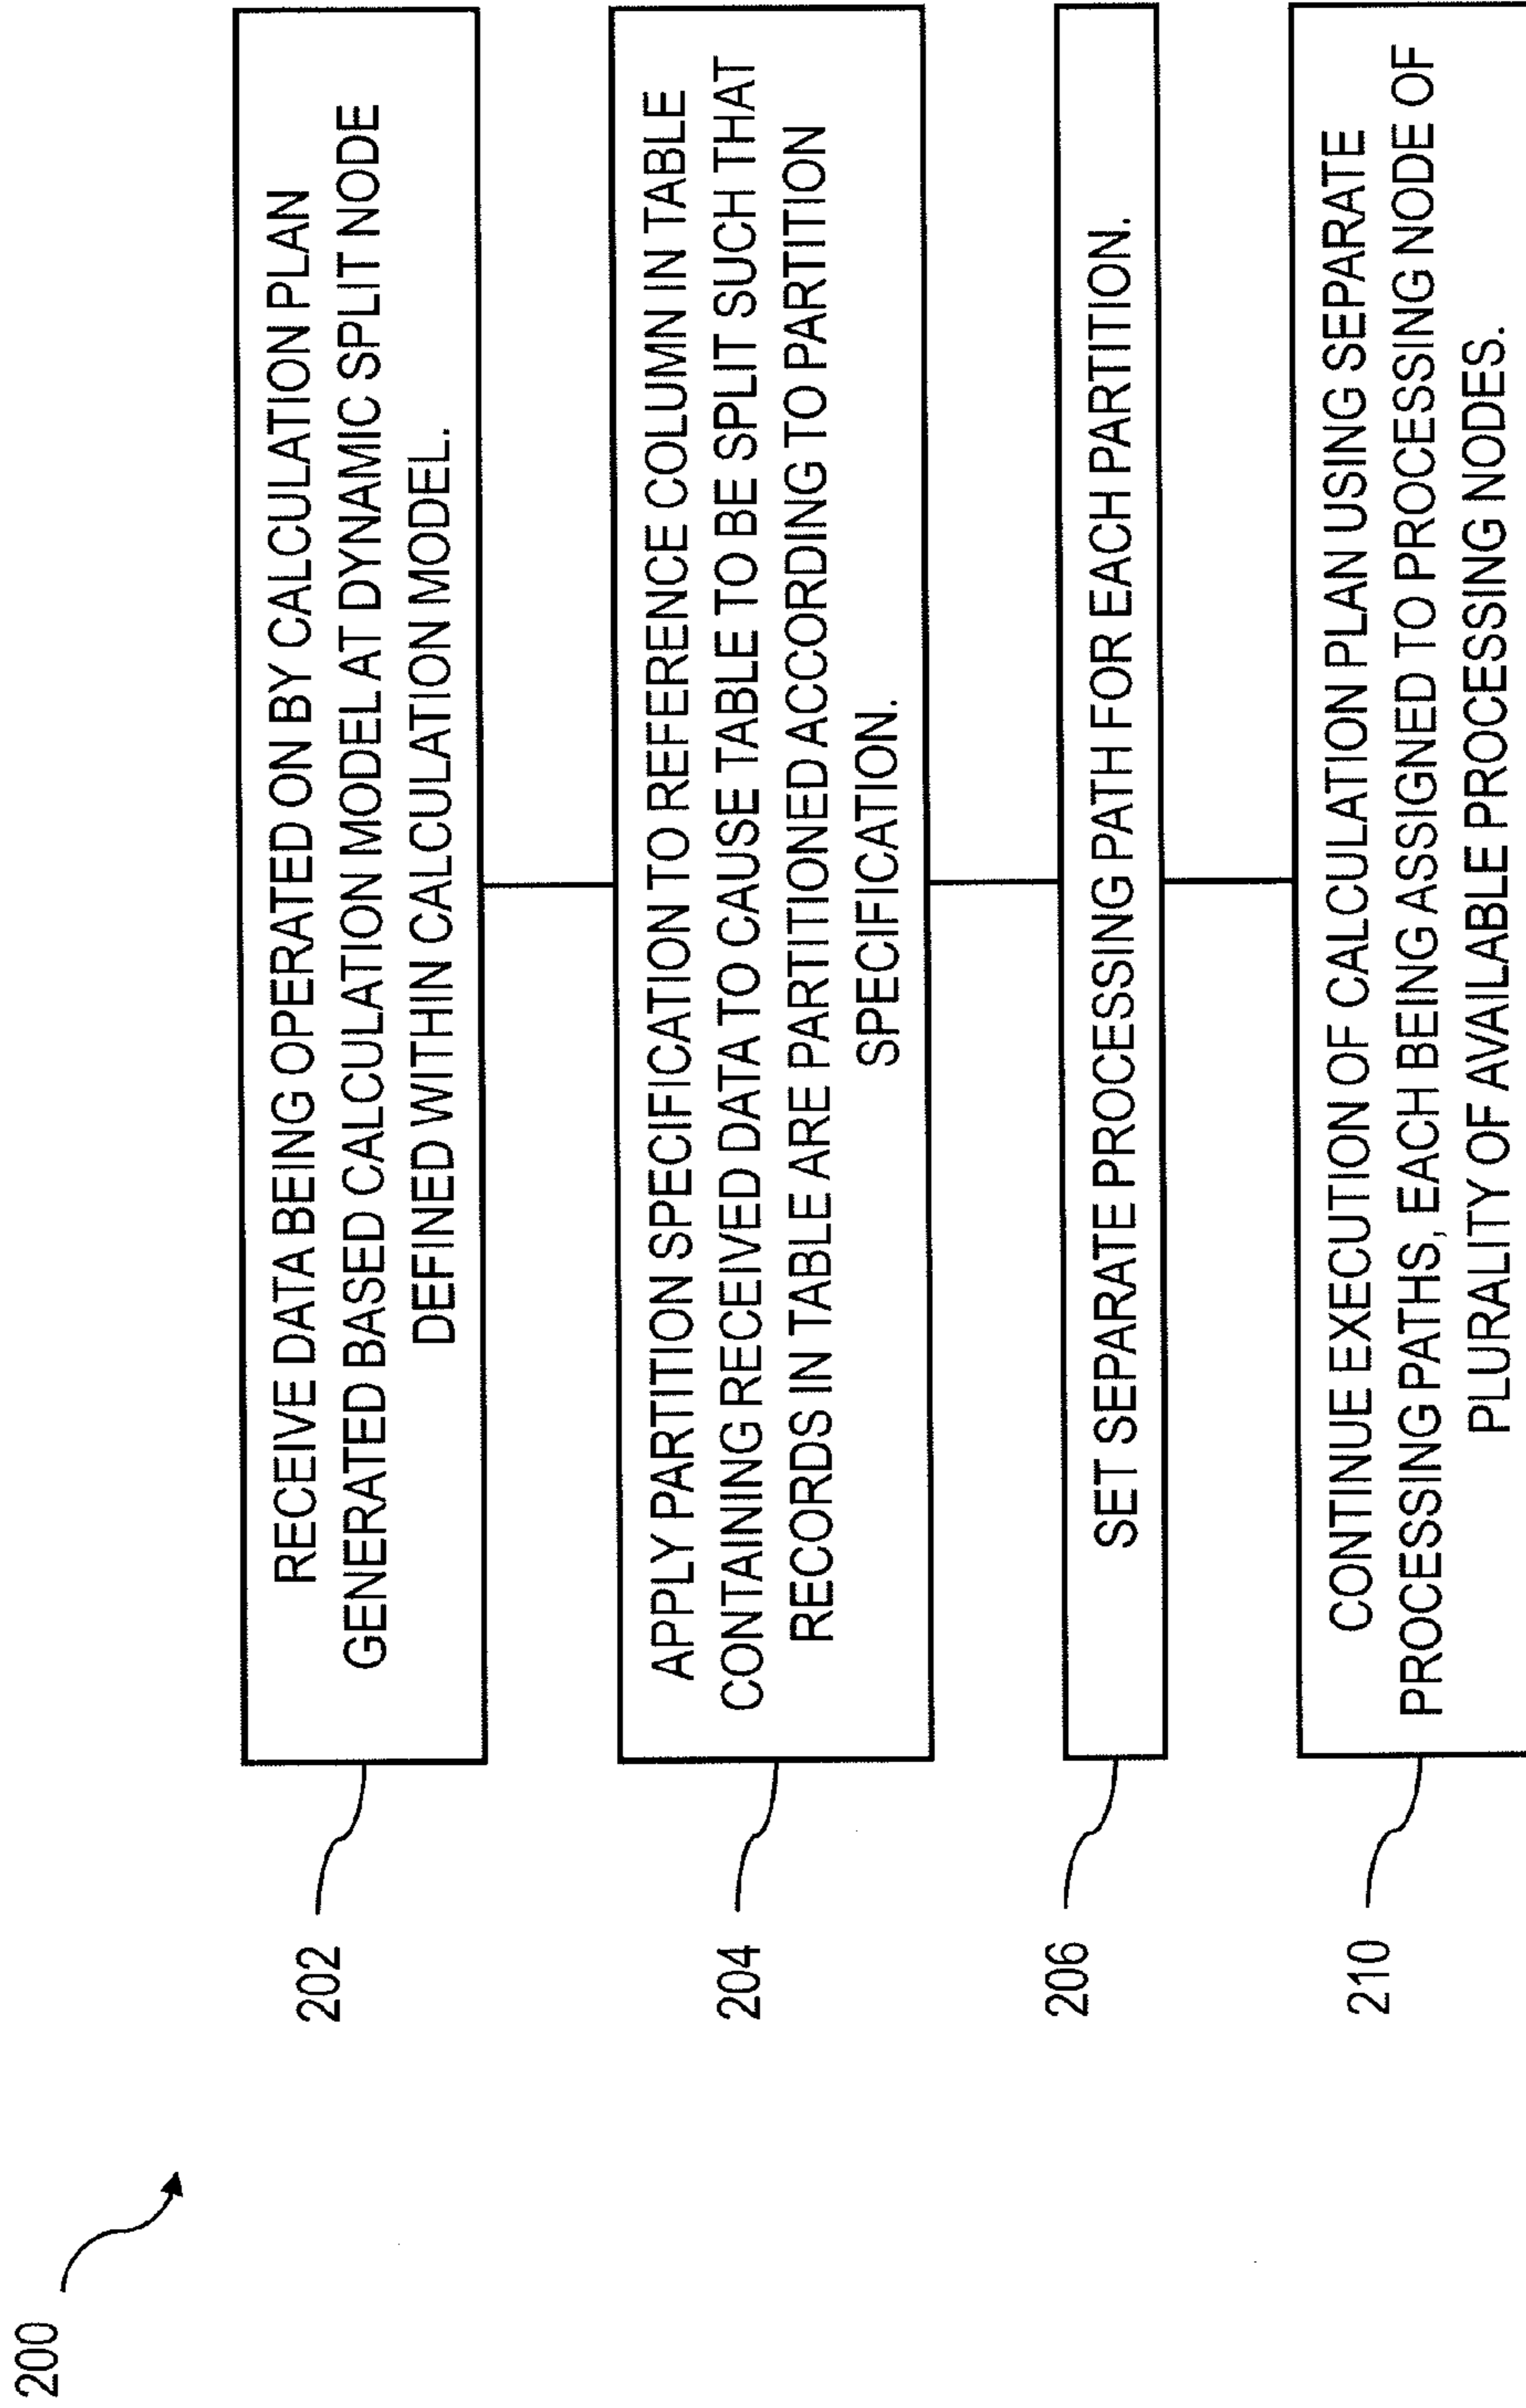 200
202
RECEIVE DATA BEING OPERATED ON BY CALCULATION PLAN
GENERATED BASED CALCULATION MODEL AT DYNAMIC SPLIT NODE
DEFINED WITHIN CALCULATION MODEL.
204
APPLY PARTITION SPECIFICATION TO REFERENCE COLUMN IN TABLE
CONTAINING RECEIVED DATA TO CAUSE TABLE TO BE SPLIT SUCH THAT
RECORDS IN TABLE ARE PARTITIONED ACCORDING TO PARTITION
SPECIFICATION.
206
SET SEPARATE PROCESSING PATH FOR EACH PARTITION.
210
CONTINUE EXECUTION OF CALCULATION PLAN USING SEPARATE
PROCESSING PATHS, EACH BEING ASSIGNED TO PROCESSING NODE OF
PLURALITY OF AVAILABLE PROCESSING NODES.